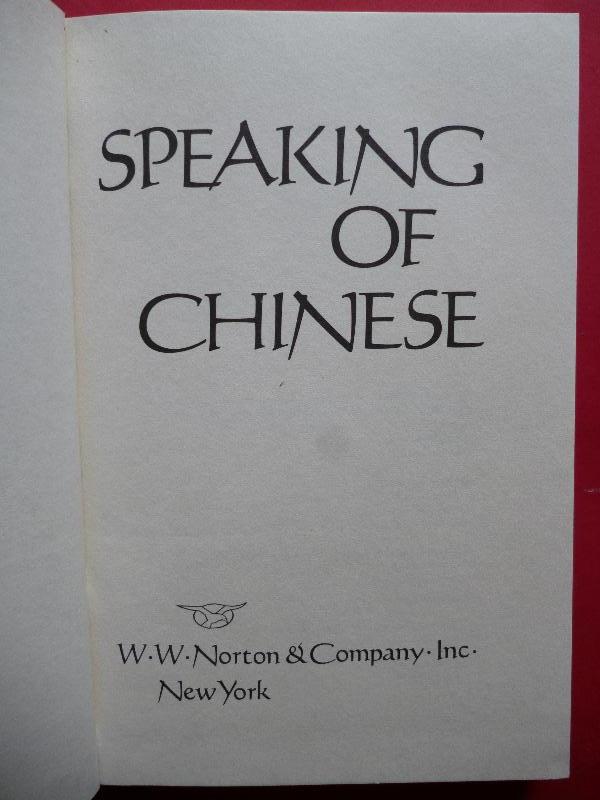 SPEAKING
OF
CHINESE
W·W·Norton & Company·Inc·
New York